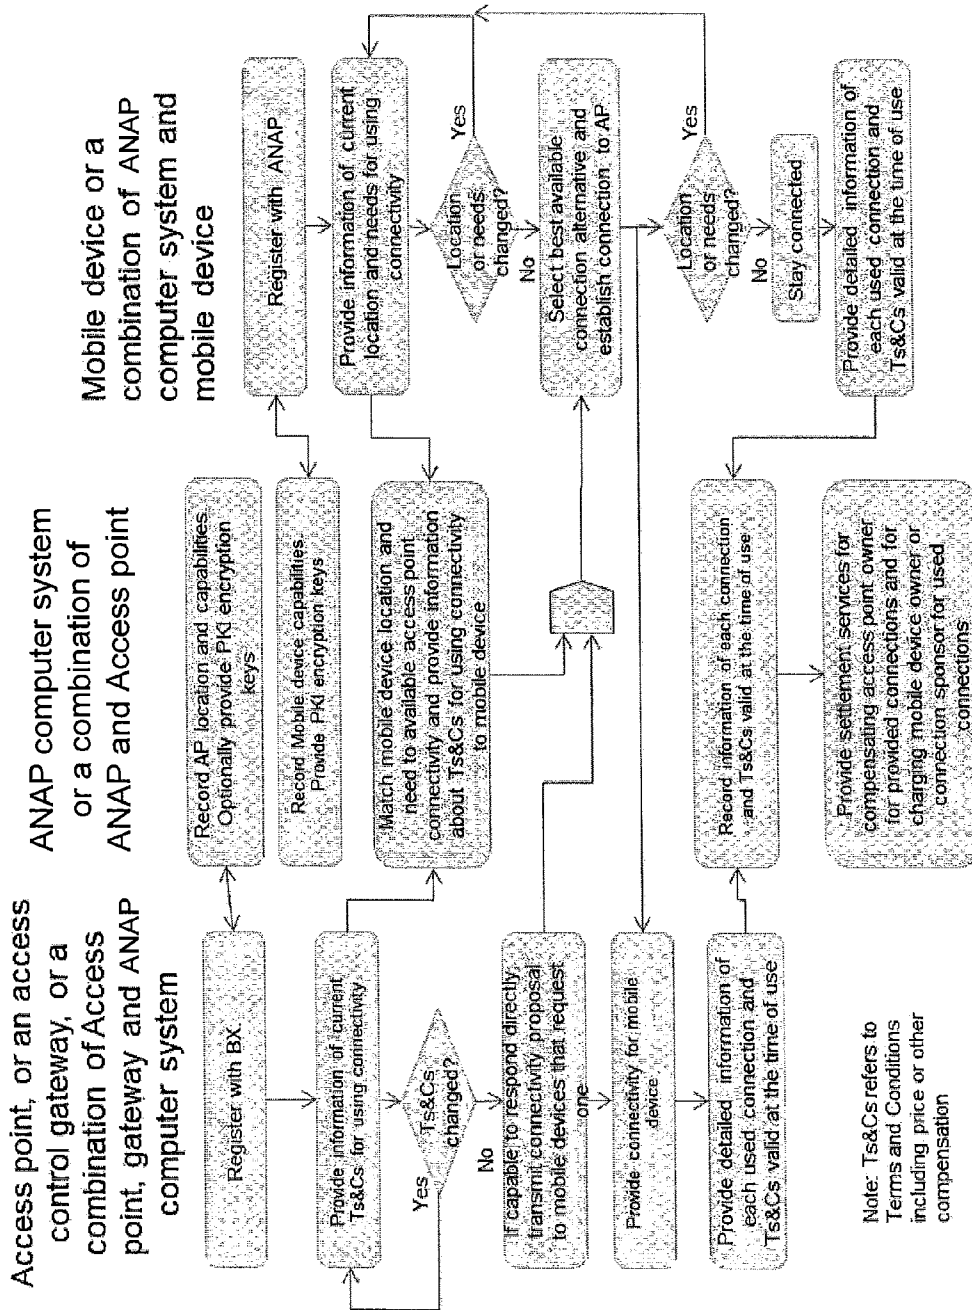 Access point, or an access
control gateway, or a
combination of Access
point, gateway and ANAP
computer system
Register with BX.
Provide information of current
Ts&Cs for using connectivity
Ts&Cs
changed?
Yes
No
If capable to respond directly,
transmit connectivity proposal
to mobile devices that request
one
Provide connectivity for mobile
device
Provide detailed information of
each used connection and
Ts&Cs valid at the time of use
Note: Ts&Cs refers to
Terms and Conditions
including price or other
compensation
ANAP computer system
or a combination of
ANAP and Access point
Record AP location and capabilities
Optionally provide PKI encryption
keys
Record Mobile device capabilities
Provide PKI encryption keys
Match mobile device location and
need to available access point
connectivity and provide information
about Ts&Cs for using connectivity
to mobile device
Record information of each connection
and Ts&Cs valid at the time of use
Provide settlement services for
compensating access point owner
for provided connections and for
charging mobile device owner or
connection sponsor for used
connections
Mobile device or a
combination of ANAP
computer system and
mobile device
Register with ANAP
Provide information of current
location and needs for using
connectivity
Location
or needs
changed?
Yes
No
Select best available
connection alternative and
establish connection to AP
Location
or needs
changed?
Yes
No
Stay connected
Provide detailed information of
each used connection and
Ts&Cs valid at the time of use